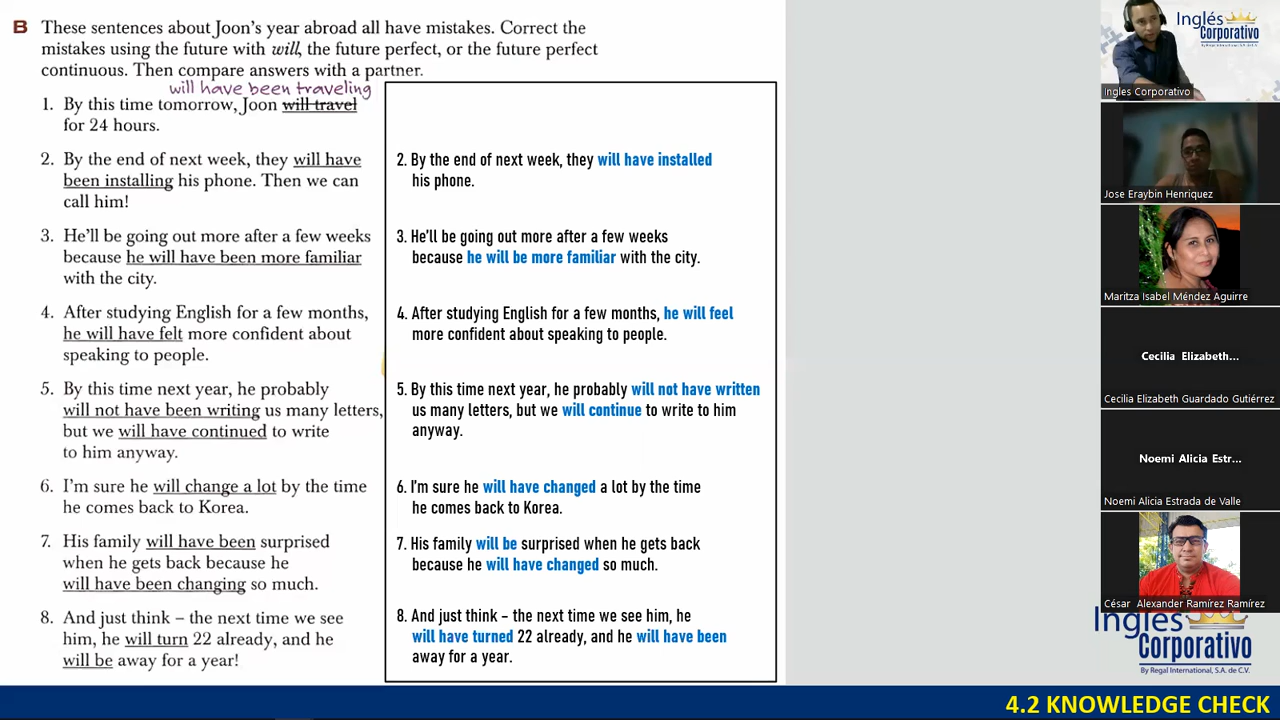 B These sentences about Joon's year abroad all have mistakes. Correct the
mistakes using the future with will, the future perfect, or the future perfect
continuous. Then compare answers with a partner.
will have been traveling
1. By this time tomorrow, Joon will travel
for 24 hours.
2. By the end of next week, they will have
been installing his phone. Then we can
call him!
3. He'll be going out more after a few weeks
because he will have been more familiar
with the city.
4. After studying English for a few months,
he will have felt more confident about
speaking to people.
5. By this time next year, he probably
will not have been writing us many letters,
but we will have continued to write
to him anyway.
6. I'm sure he will change a lot by the time
he comes back to Korea.
7. His family will have been surprised
when he gets back because he
will have been changing so much.
8. And just think – the next time we see
him, he will turn 22 already, and he
will be away for a year!
2. By the end of next week, they will have installed
his phone.
3. He'll be going out more after a few weeks
because he will be more familiar with the city.
4. After studying English for a few months, he will feel
more confident about speaking to people.
5. By this time next year, he probably will not have written
us many letters, but we will continue to write to him
anyway.
6. I'm sure he will have changed a lot by the time
he comes back to Korea.
7. His family will be surprised when he gets back
because he will have changed so much.
8. And just think – the next time we see him, he
will have turned 22 already, and he will have been
away for a year.
Inglés
Corporativo
By Regal International, S.A. de C.V.
Ingles Corporativo
Jose Eraybin Henriquez
Maritza Isabel Méndez Aguirre
Cecilia Elizabeth...
Cecilia Elizabeth Guardado Gutiérrez
Noemi Alicia Estr...
Noemi Alicia Estrada de Valle
César Alexander Ramírez Ramírez
Inglés
Corporativo
By Regal International, S.A. de C.V.
4.2 KNOWLEDGE CHECK